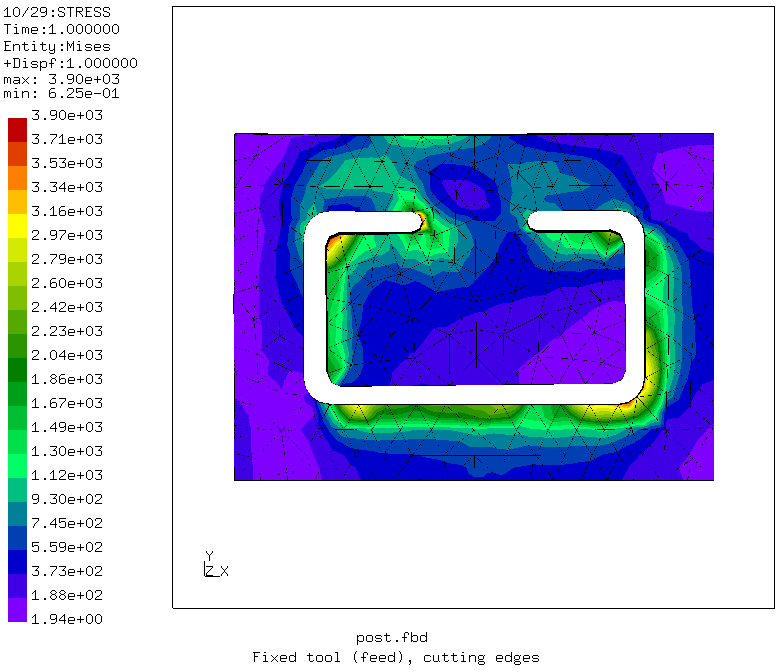 10/29:STRESS
Time:1.000000
Entity:Mises
+Dispf:1.000000
max: 3.90e+03
min: 6.25e-01
3.90e+03
3.71e+03
3.53e+03
3.34e+03
3.16e+03
2.97e+03
2.79e+03
2.60e+03
2.42e+03
2.23e+03
2.04e+03
1.86e+03
1.67e+03
1.49e+03
1.30e+03
1.12e+03
9.30e+02
7.45e+02
5.59e+02
3.73e+02
1.88e+02
1.94e+00
Y
Z X
post.fbd
Fixed tool (feed), cutting edges